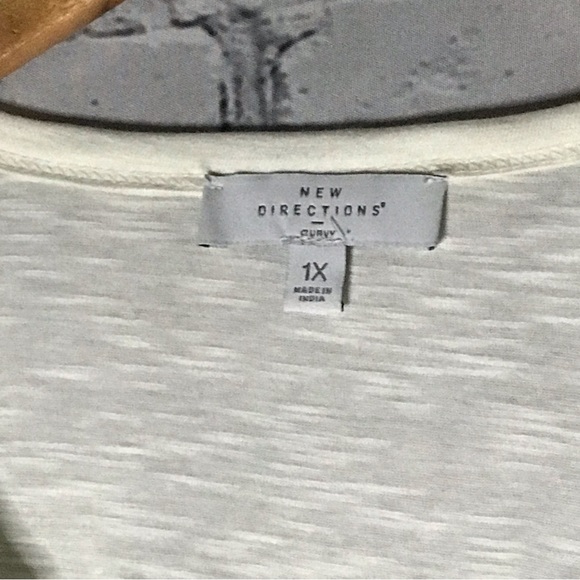 NEW
DIRECTIONS®
CURVY
1X
MADE IN
INDIA